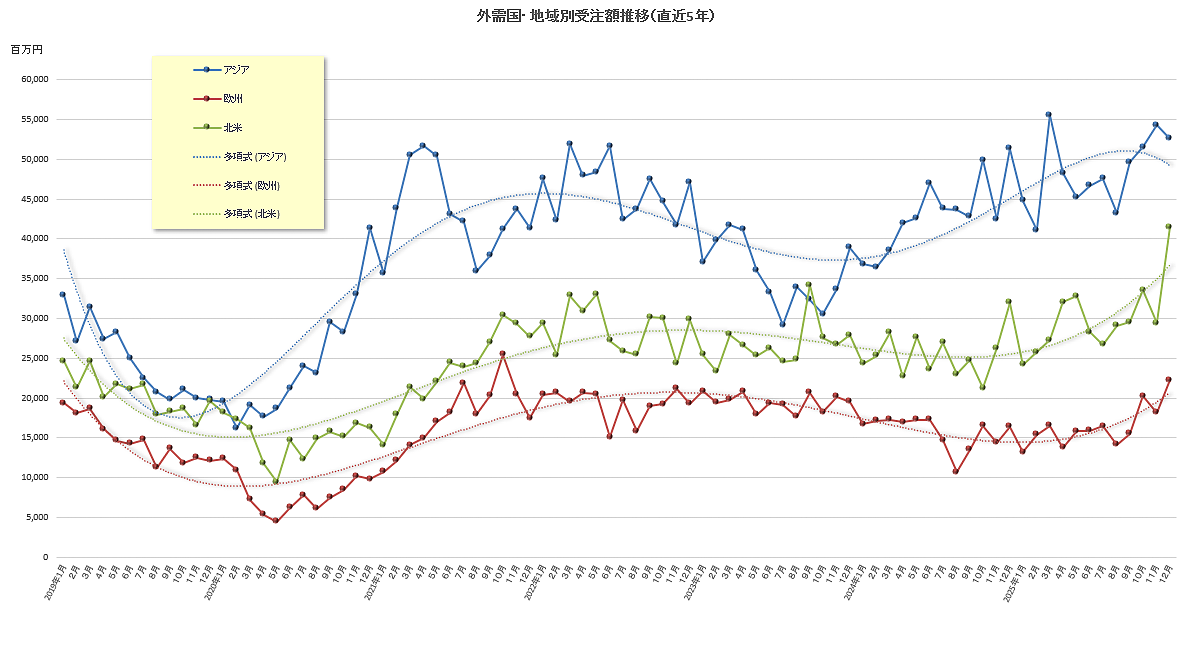 外需国・地域別受注額推移(直近5年)
百万円
60,000
55,000
50,000
45,000
40,000
35,000
30,000
25,000
20,000
15,000
10,000
5,000
0
アジア
欧州
北米
多項式 (アジア)
多項式 (欧州)
多項式 (北米)
2019年1月
2月
3月
4月
5月
6月
7月
8月
9月
10月
11月
12月
2020年1月
2月
3月
4月
5月
6月
7月
8月
9月
10月
11月
12月
2021年1月
2月
3月
4月
5月
6月
7月
8月
9月
10月
11月
12月
2022年1月
2月
3月
4月
5月
6月
7月
8月
9月
10月
11月
12月
2023年1月
2月
3月
4月
5月
6月
7月
8月
9月
10月
11月
12月
2024年1月
2月
3月
4月
5月
6月
7月
8月
9月
10月
11月
12月
2025年1月
2月
3月
4月
5月
6月
7月
8月
9月
10月
11月
12月